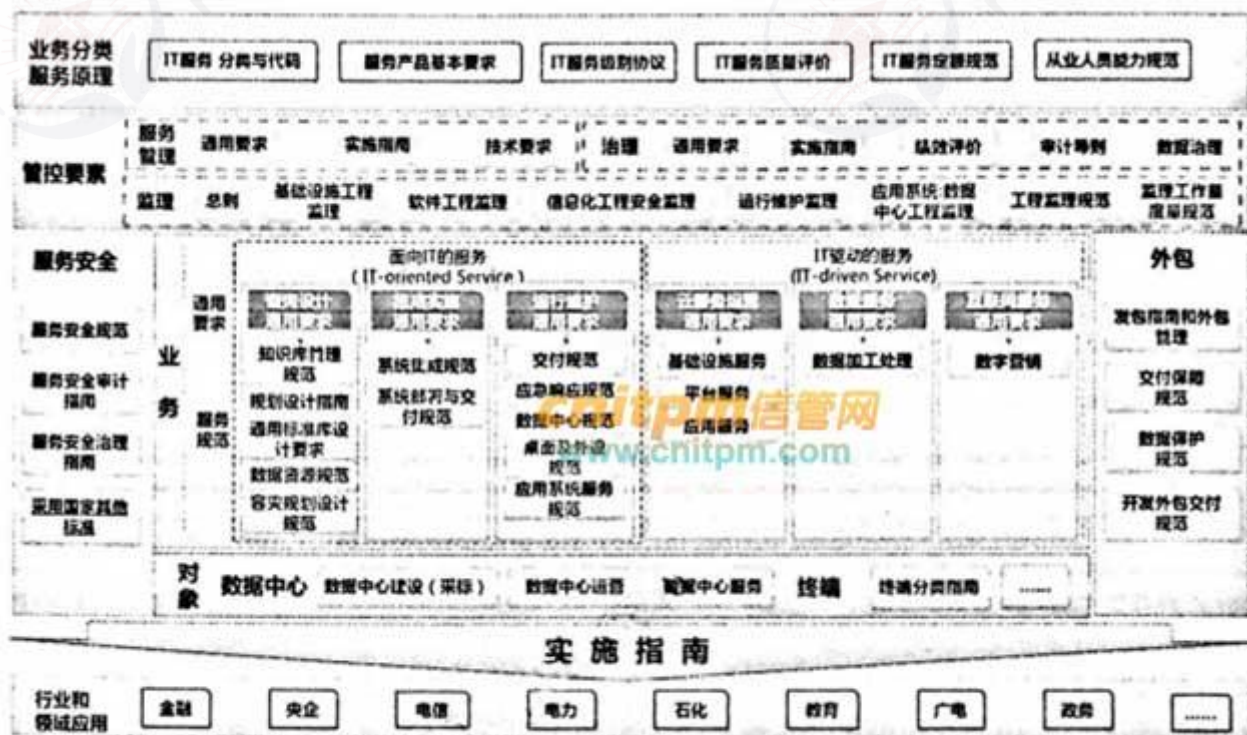 业务分类
服务原理
IT服务 分类与代码
服务产品基本要求
IT服务级别协议
IT服务质量评价
IT服务交付规范
从业人员能力规范
管控要素
服务
管理
通用要求
实施指南
技术要求
治理
通用要求
实施指南
绩效评价
审计导则
数据治理
监理
总则
基础设施工程
监理
软件工程监理
信息化工程安全监理
运行维护监理
应用系统 数据
中心工程监理
工程监理规范
监理工作量
度量规范
服务安全
服务安全规范
服务安全审计
指南
服务安全治理
指南
采用国家其他
标准
业
务
通用
要求
服务
规范
面向IT的服务
(IT-oriented Service)
知识库管理
规范
规划设计指南
通用标准库设
计要求
数据资源规范
容灾规划设计
规范
系统集成规范
系统部署与交
付规范
交付规范
应急响应规范
数据中心规范
桌面及外设
规范
应用系统服务
规范
IT驱动的服务
(IT-driven Service)
基础设施服务
平台服务
应用服务
数据加工处理
数字营销
cnitpm信管网
www.cnitpm.com
外包
发包指南和外包
管理
交付保障
规范
数据保护
规范
开发外包交付
规范
对
象
数据中心
数据中心建设（采标）
数据中心运营
数据中心服务
终端
终端分类指南
......
实施指南
行业和
领域应用
金融
央企
电信
电力
石化
教育
广电
政务
......